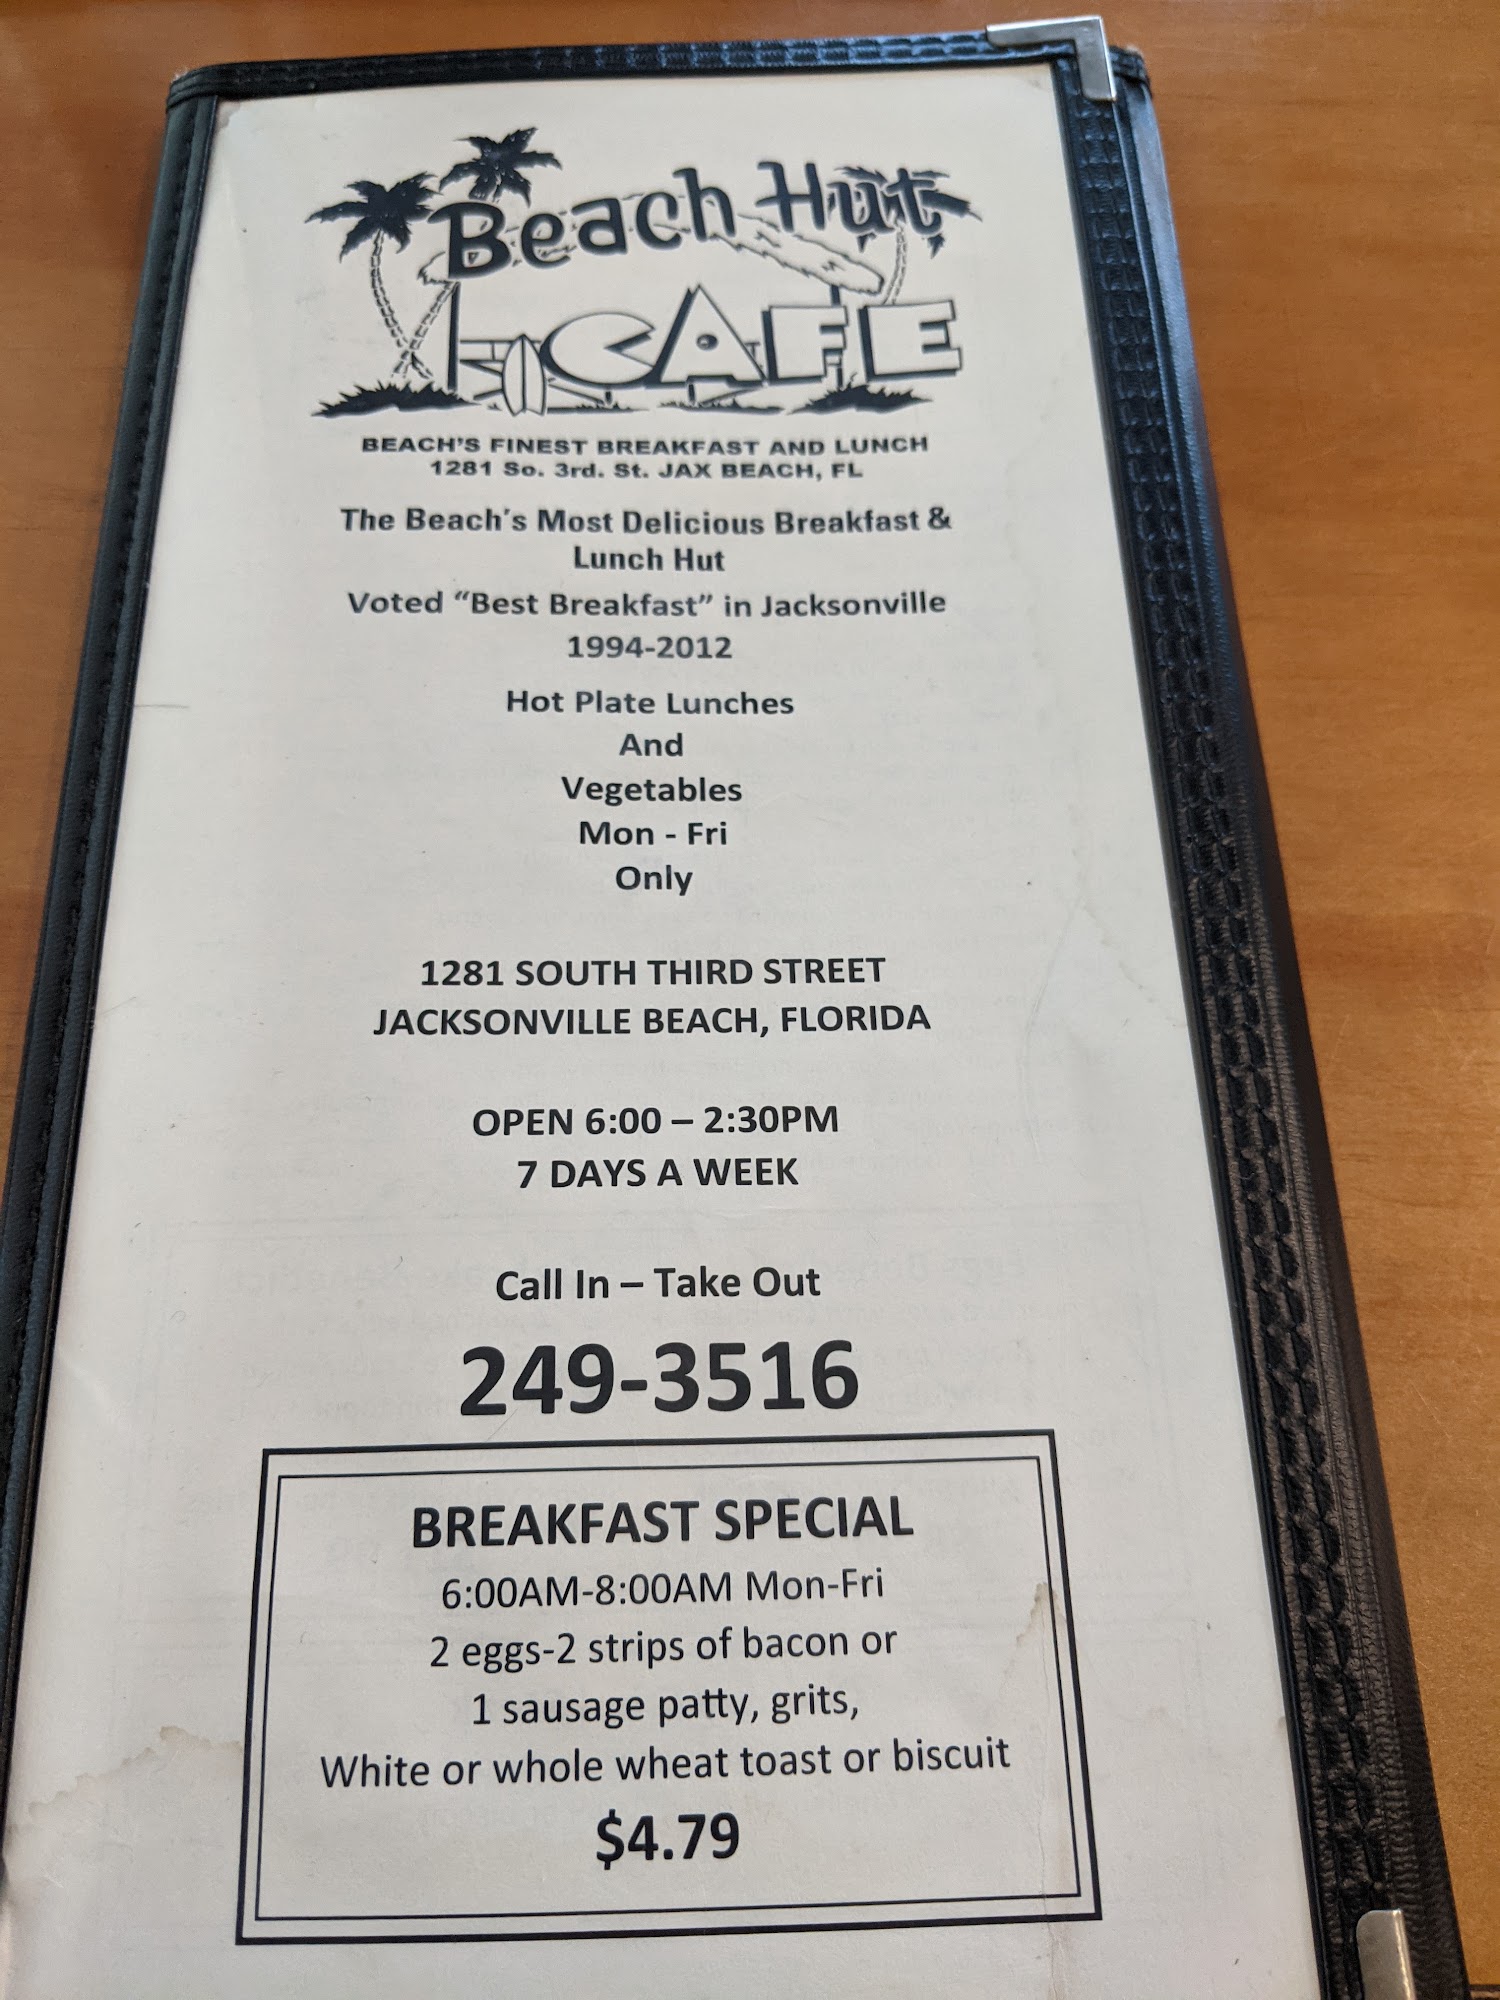 Beach Hut
CAFE
BEACH'S FINEST BREAKFAST AND LUNCH
1281 So. 3rd. St. JAX BEACH, FL
The Beach's Most Delicious Breakfast &
Lunch Hut
Voted “Best Breakfast” in Jacksonville
1994-2012
Hot Plate Lunches
And
Vegetables
Mon - Fri
Only
1281 SOUTH THIRD STREET
JACKSONVILLE BEACH, FLORIDA
OPEN 6:00 – 2:30PM
7 DAYS A WEEK
Call In – Take Out
249-3516
BREAKFAST SPECIAL
6:00AM-8:00AM Mon-Fri
2 eggs-2 strips of bacon or
1 sausage patty, grits,
White or whole wheat toast or biscuit
$4.79